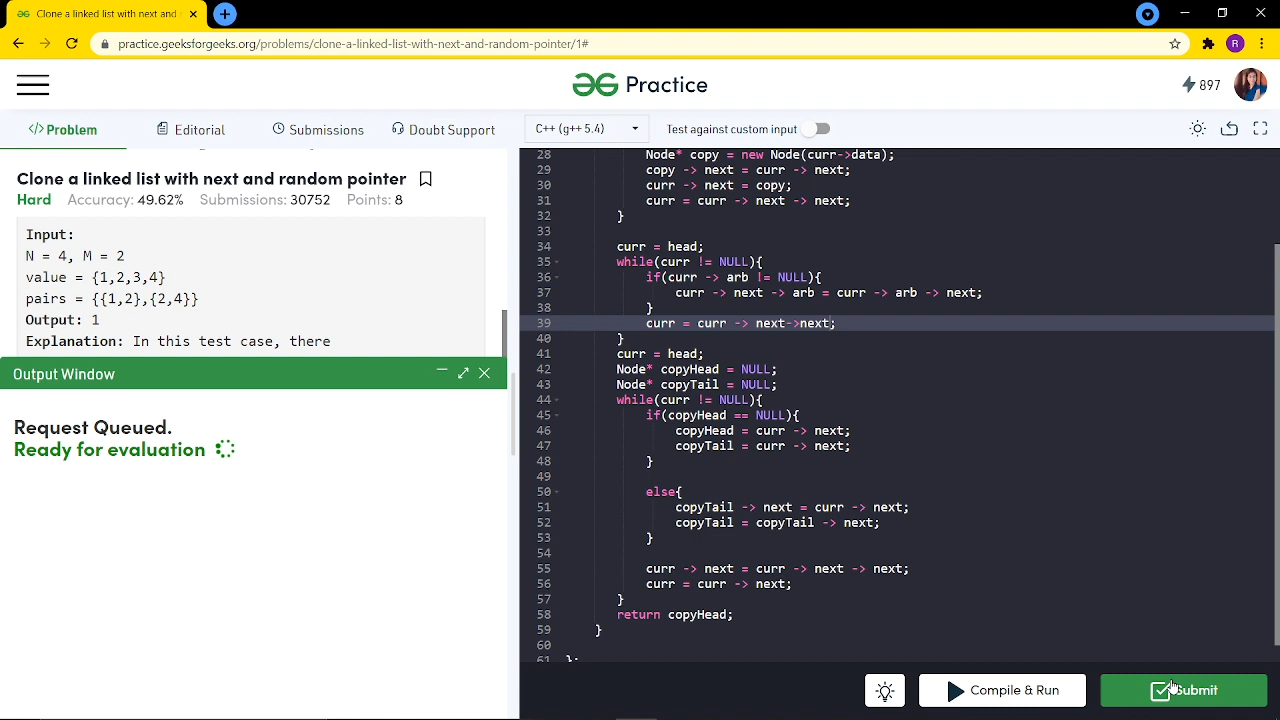 Clone a linked list with next and
practice.geeksforgeeks.org/problems/clone-a-linked-list-with-next-and-random-pointer/1#
R
Practice
897
</> Problem
Editorial
Submissions
Doubt Support
C++ (g++ 5.4)
Test against custom input
Clone a linked list with next and random pointer
Hard Accuracy: 49.62% Submissions: 30752 Points: 8
Input:
N = 4, M = 2
value = {1,2,3,4}
pairs = {{1,2},{2,4}}
Output: 1
Explanation: In this test case, there
Output Window
Request Queued.
Ready for evaluation
28 Node* copy = new Node(curr->data);
29 copy -> next = curr -> next;
30 curr -> next = copy;
31 curr = curr -> next -> next;
32 }
33
34 curr = head;
35 while(curr != NULL){
36 if(curr -> arb != NULL){
37 curr -> next -> arb = curr -> arb -> next;
38 }
39 curr = curr -> next->next;
40 }
41 curr = head;
42 Node* copyHead = NULL;
43 Node* copyTail = NULL;
44 while(curr != NULL){
45 if(copyHead == NULL){
46 copyHead = curr -> next;
47 copyTail = curr -> next;
48 }
49
50 else{
51 copyTail -> next = curr -> next;
52 copyTail = copyTail -> next;
53 }
54
55 curr -> next = curr -> next -> next;
56 curr = curr -> next;
57 }
58 return copyHead;
59 }
60
61 };
Compile & Run
Submit